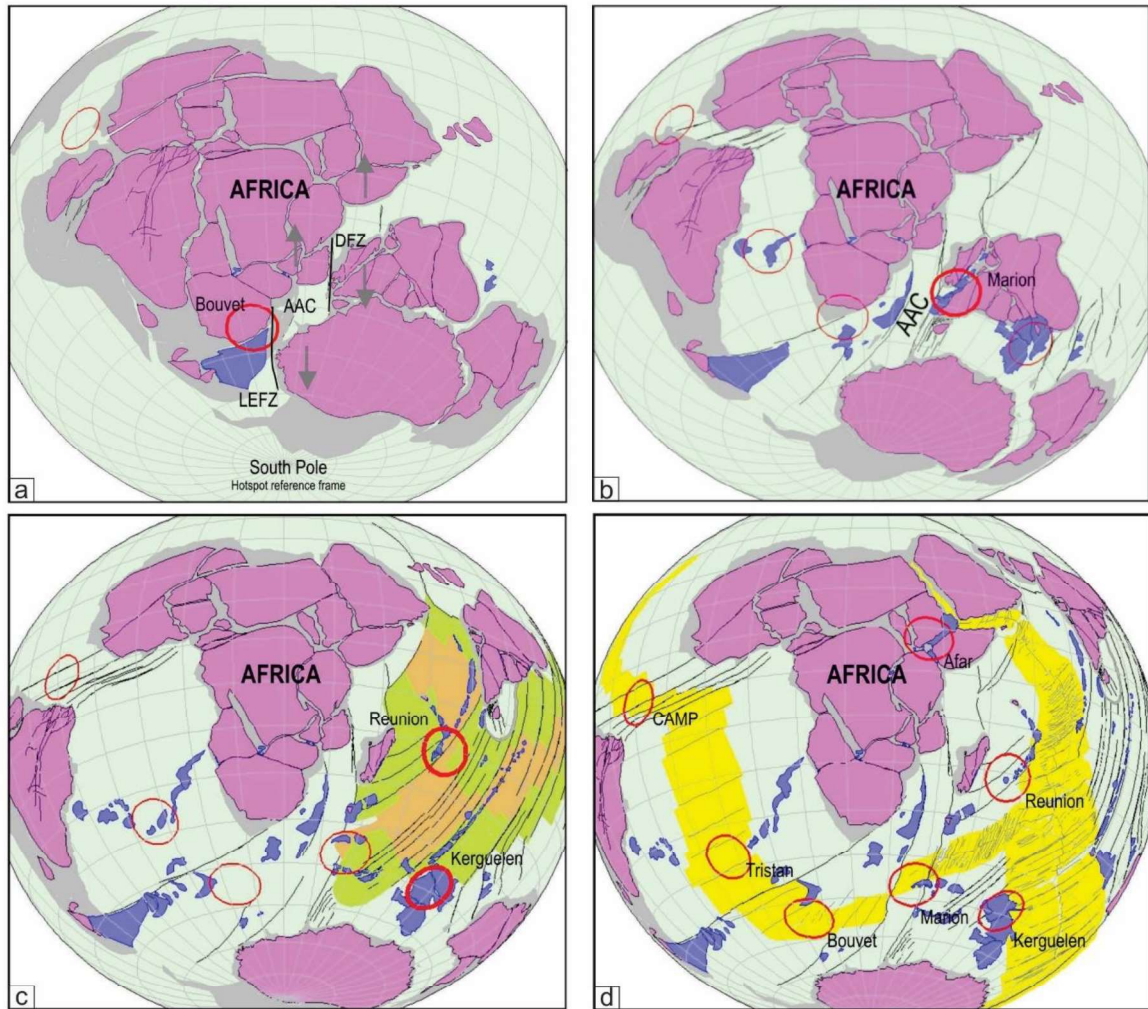 AFRICA
DFZ
Bouvet
AAC
LEFZ
South Pole
Hotspot reference frame
a
AFRICA
Marion
AAC
b
AFRICA
Reunion
Kerguelen
c
AFRICA
Afar
CAMP
Reunion
Tristan
Marion
Bouvet
Kerguelen
d